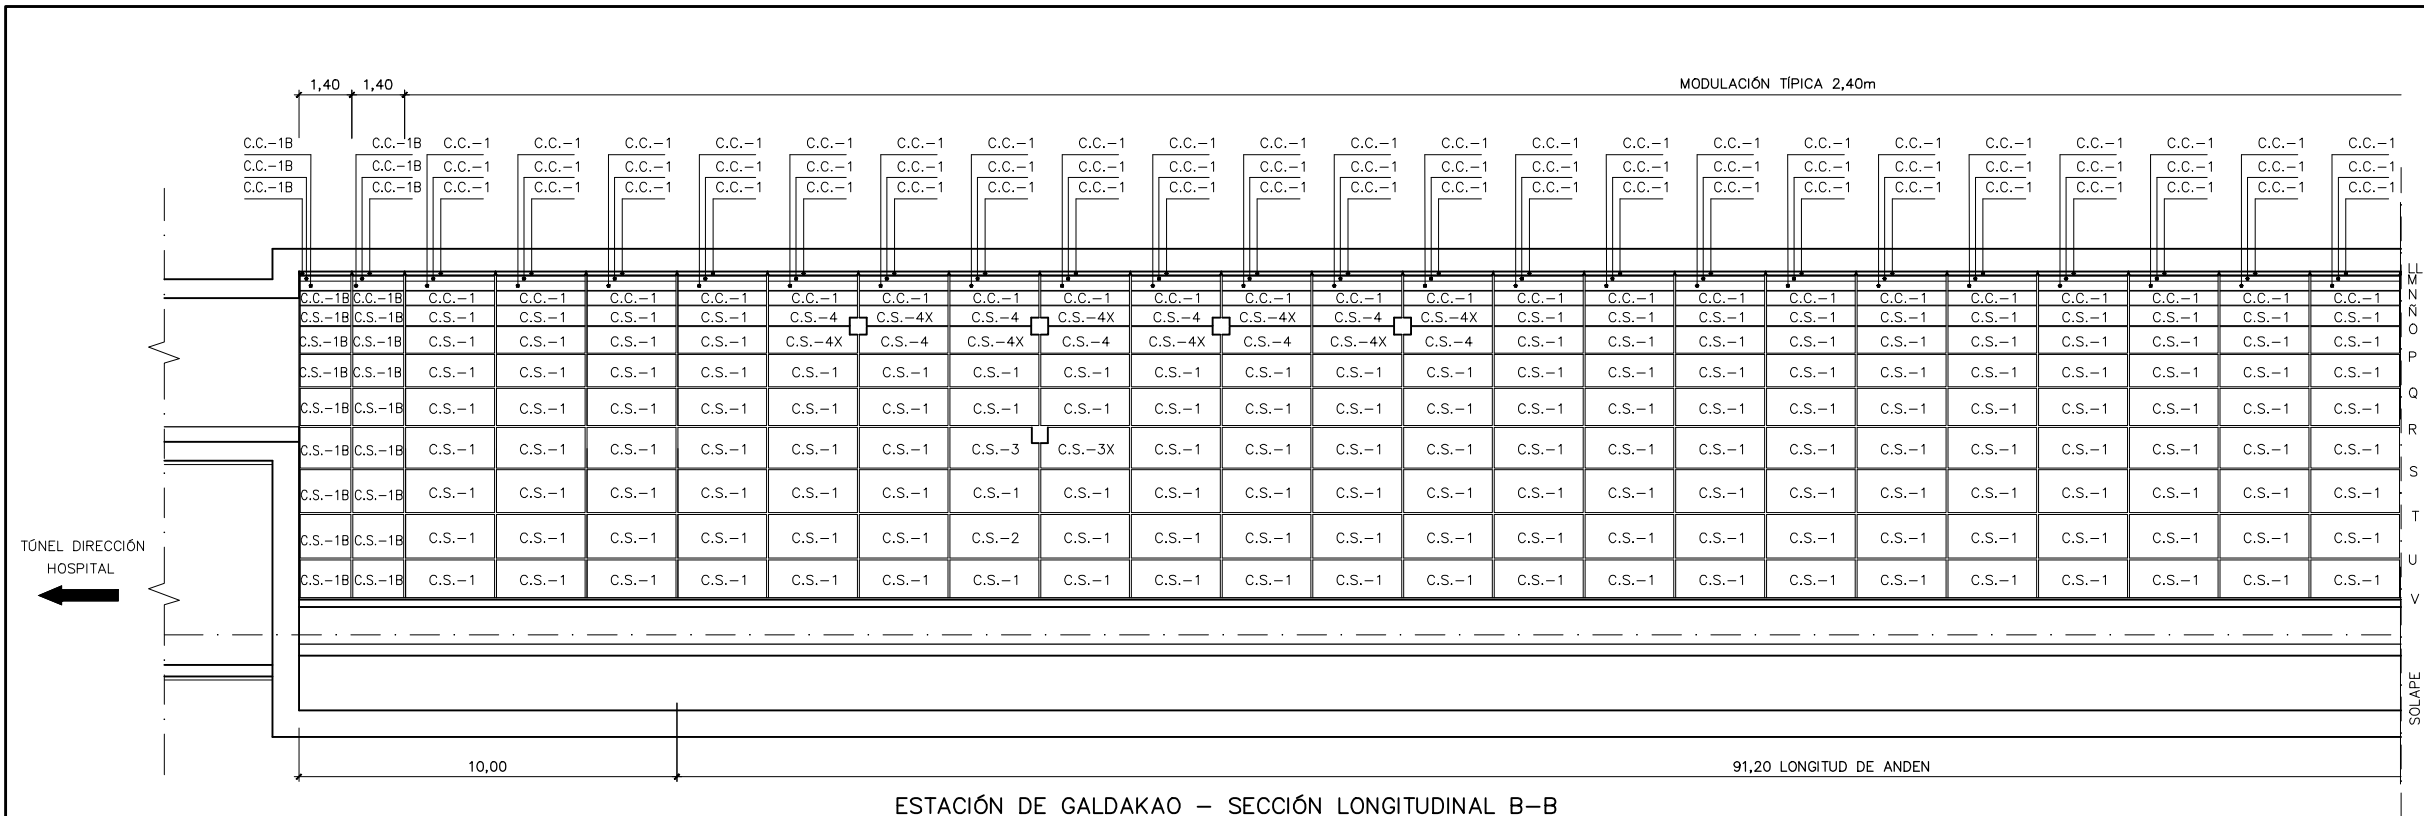 1,40 1,40 MODULACIÓN TÍPICA 2,40m
C.C.-1B C.C.-1B C.C.-1 C.C.-1 C.C.-1 C.C.-1 C.C.-1 C.C.-1 C.C.-1 C.C.-1 C.C.-1 C.C.-1 C.C.-1 C.C.-1 C.C.-1 C.C.-1 C.C.-1 C.C.-1 C.C.-1 C.C.-1 C.C.-1 C.C.-1 C.C.-1 C.C.-1
C.C.-1B C.C.-1B C.C.-1 C.C.-1 C.C.-1 C.C.-1 C.C.-1 C.C.-1 C.C.-1 C.C.-1 C.C.-1 C.C.-1 C.C.-1 C.C.-1 C.C.-1 C.C.-1 C.C.-1 C.C.-1 C.C.-1 C.C.-1 C.C.-1 C.C.-1 C.C.-1 C.C.-1
C.C.-1B C.C.-1B C.C.-1 C.C.-1 C.C.-1 C.C.-1 C.C.-1 C.C.-1 C.C.-1 C.C.-1 C.C.-1 C.C.-1 C.C.-1 C.C.-1 C.C.-1 C.C.-1 C.C.-1 C.C.-1 C.C.-1 C.C.-1 C.C.-1 C.C.-1 C.C.-1 C.C.-1
LL
M
C.C.-1B C.C.-1B C.C.-1 C.C.-1 C.C.-1 C.C.-1 C.C.-1 C.C.-1 C.C.-1 C.C.-1 C.C.-1 C.C.-1 C.C.-1 C.C.-1 C.C.-1 C.C.-1 C.C.-1 C.C.-1 C.C.-1 C.C.-1 C.C.-1 C.C.-1 C.C.-1 C.C.-1 N
C.S.-1B C.S.-1B C.S.-1 C.S.-1 C.S.-1 C.S.-1 C.S.-4 C.S.-4X C.S.-4 C.S.-4X C.S.-4 C.S.-4X C.S.-4 C.S.-4X C.S.-1 C.S.-1 C.S.-1 C.S.-1 C.S.-1 C.S.-1 C.S.-1 C.S.-1 C.S.-1 C.S.-1 Ñ
C.S.-1B C.S.-1B C.S.-1 C.S.-1 C.S.-1 C.S.-1 C.S.-4X C.S.-4 C.S.-4X C.S.-4 C.S.-4X C.S.-4 C.S.-4X C.S.-4 C.S.-1 C.S.-1 C.S.-1 C.S.-1 C.S.-1 C.S.-1 C.S.-1 C.S.-1 C.S.-1 C.S.-1 O
C.S.-1B C.S.-1B C.S.-1 C.S.-1 C.S.-1 C.S.-1 C.S.-1 C.S.-1 C.S.-1 C.S.-1 C.S.-1 C.S.-1 C.S.-1 C.S.-1 C.S.-1 C.S.-1 C.S.-1 C.S.-1 C.S.-1 C.S.-1 C.S.-1 C.S.-1 C.S.-1 C.S.-1 P
C.S.-1B C.S.-1B C.S.-1 C.S.-1 C.S.-1 C.S.-1 C.S.-1 C.S.-1 C.S.-1 C.S.-1 C.S.-1 C.S.-1 C.S.-1 C.S.-1 C.S.-1 C.S.-1 C.S.-1 C.S.-1 C.S.-1 C.S.-1 C.S.-1 C.S.-1 C.S.-1 C.S.-1 Q
C.S.-1B C.S.-1B C.S.-1 C.S.-1 C.S.-1 C.S.-1 C.S.-1 C.S.-1 C.S.-3 C.S.-3X C.S.-1 C.S.-1 C.S.-1 C.S.-1 C.S.-1 C.S.-1 C.S.-1 C.S.-1 C.S.-1 C.S.-1 C.S.-1 C.S.-1 C.S.-1 C.S.-1 R
C.S.-1B C.S.-1B C.S.-1 C.S.-1 C.S.-1 C.S.-1 C.S.-1 C.S.-1 C.S.-1 C.S.-1 C.S.-1 C.S.-1 C.S.-1 C.S.-1 C.S.-1 C.S.-1 C.S.-1 C.S.-1 C.S.-1 C.S.-1 C.S.-1 C.S.-1 C.S.-1 C.S.-1 S
C.S.-1B C.S.-1B C.S.-1 C.S.-1 C.S.-1 C.S.-1 C.S.-1 C.S.-1 C.S.-2 C.S.-1 C.S.-1 C.S.-1 C.S.-1 C.S.-1 C.S.-1 C.S.-1 C.S.-1 C.S.-1 C.S.-1 C.S.-1 C.S.-1 C.S.-1 C.S.-1 C.S.-1 T
C.S.-1B C.S.-1B C.S.-1 C.S.-1 C.S.-1 C.S.-1 C.S.-1 C.S.-1 C.S.-1 C.S.-1 C.S.-1 C.S.-1 C.S.-1 C.S.-1 C.S.-1 C.S.-1 C.S.-1 C.S.-1 C.S.-1 C.S.-1 C.S.-1 C.S.-1 C.S.-1 C.S.-1 U
V
TÚNEL DIRECCIÓN
HOSPITAL
SOLAPE
10,00 91,20 LONGITUD DE ANDEN
ESTACIÓN DE GALDAKAO – SECCIÓN LONGITUDINAL B–B